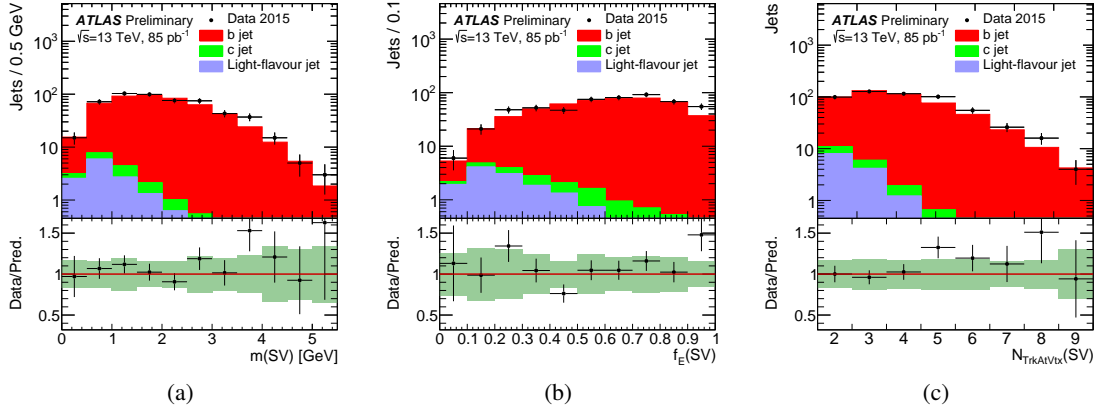 Jets / 0.5 GeV
ATLAS Preliminary
√s=13 TeV, 85 pb-1
Data 2015
b jet
c jet
Light-flavour jet
10³
10²
10
1
Data/Pred.
1.5
1
0.5
0 1 2 3 4 5
m(SV) [GeV]
(a)
Jets / 0.1
ATLAS Preliminary
√s=13 TeV, 85 pb-1
Data 2015
b jet
c jet
Light-flavour jet
10³
10²
10
1
Data/Pred.
1.5
1
0.5
0 0.1 0.2 0.3 0.4 0.5 0.6 0.7 0.8 0.9 1
f_E(SV)
(b)
Jets
ATLAS Preliminary
√s=13 TeV, 85 pb-1
Data 2015
b jet
c jet
Light-flavour jet
10³
10²
10
1
Data/Pred.
1.5
1
0.5
2 3 4 5 6 7 8 9
N_TrkAtVtx(SV)
(c)